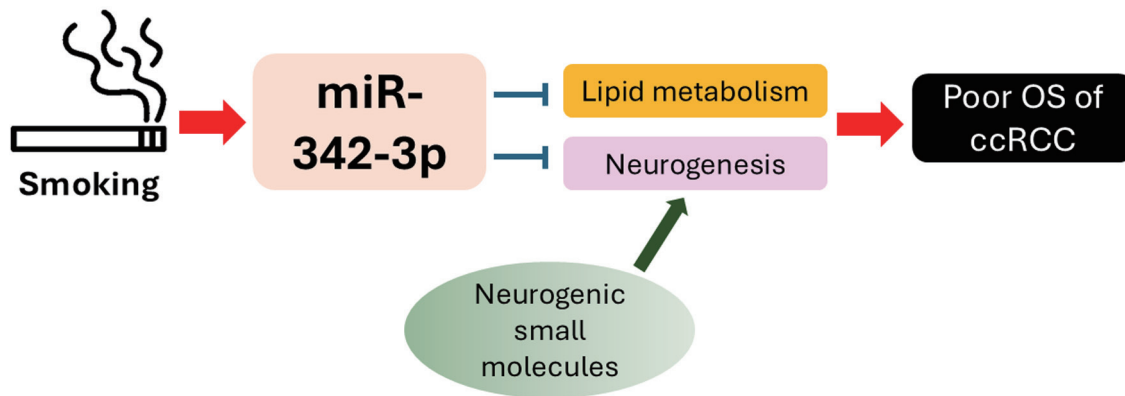 Smoking
miR-
342-3p
Lipid metabolism
Neurogenesis
Poor OS of
ccRCC
Neurogenic
small
molecules